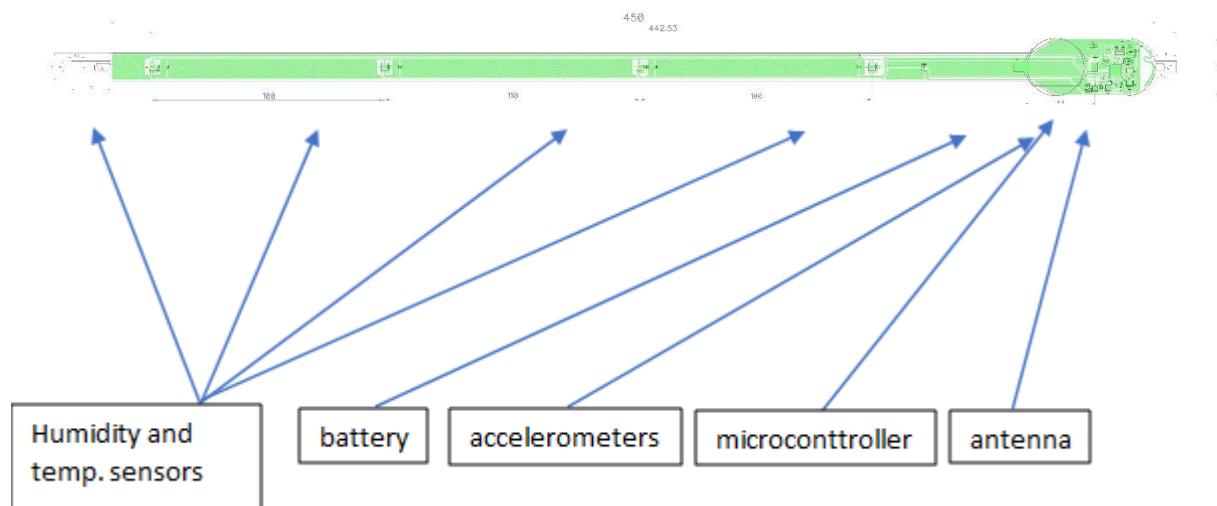 450
442.53
100
110
100
Humidity and
temp. sensors
battery
accelerometers
microconttroller
antenna